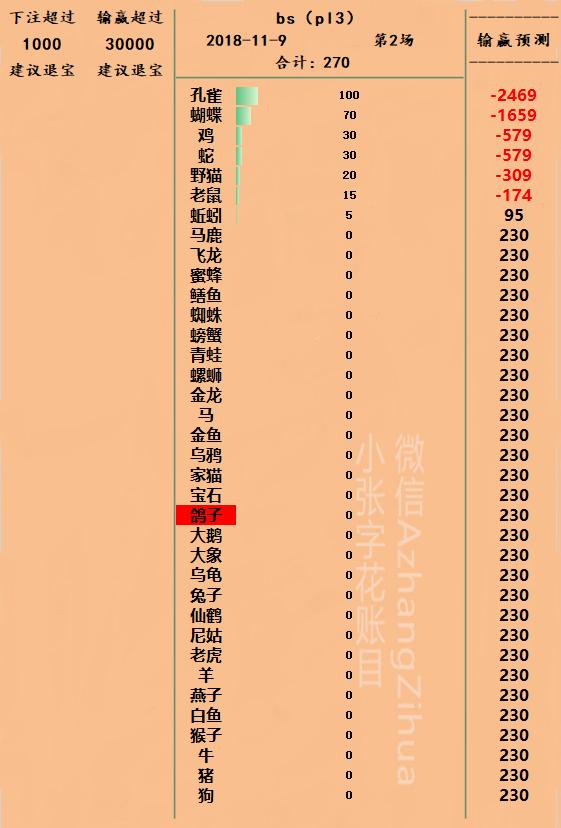 下注超过 输赢超过
1000 30000
建议退宝 建议退宝
bs（pl3）
2018-11-9 第2场
合计：270
----------
输赢预测
----------
孔雀 100 -2469
蝴蝶 70 -1659
鸡 30 -579
蛇 30 -579
野猫 20 -309
老鼠 15 -174
蚯蚓 5 95
马鹿 0 230
飞龙 0 230
蜜蜂 0 230
鳝鱼 0 230
蜘蛛 0 230
螃蟹 0 230
青蛙 0 230
螺蛳 0 230
金龙 0 230
马 0 230
金鱼 0 230
乌鸦 0 230
家猫 0 230
宝石 0 230
鸽子 0 230
大鹅 0 230
大象 0 230
乌龟 0 230
兔子 0 230
仙鹤 0 230
尼姑 0 230
老虎 0 230
羊 0 230
燕子 0 230
白鱼 0 230
猴子 0 230
牛 0 230
猪 0 230
狗 0 230
微信AzhangZihua
小张字花账目